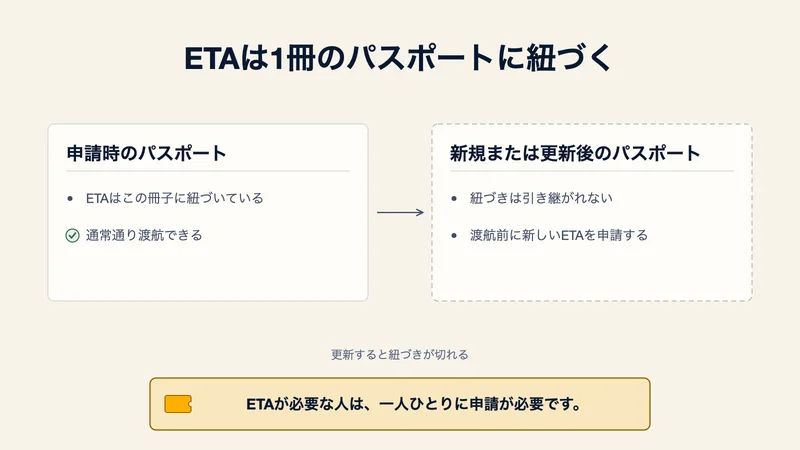 ETAは1冊のパスポートに紐づく
申請時のパスポート
ETAはこの冊子に紐づいている
通常通り渡航できる
新規または更新後のパスポート
紐づきは引き継がれない
渡航前に新しいETAを申請する
更新すると紐づきが切れる
ETAが必要な人は、一人ひとりに申請が必要です。